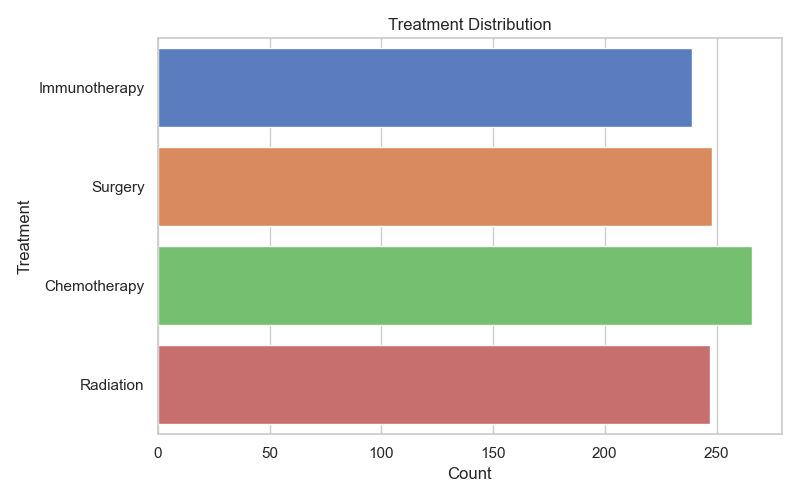 Treatment Distribution
Treatment
Immunotherapy
Surgery
Chemotherapy
Radiation
0 50 100 150 200 250
Count